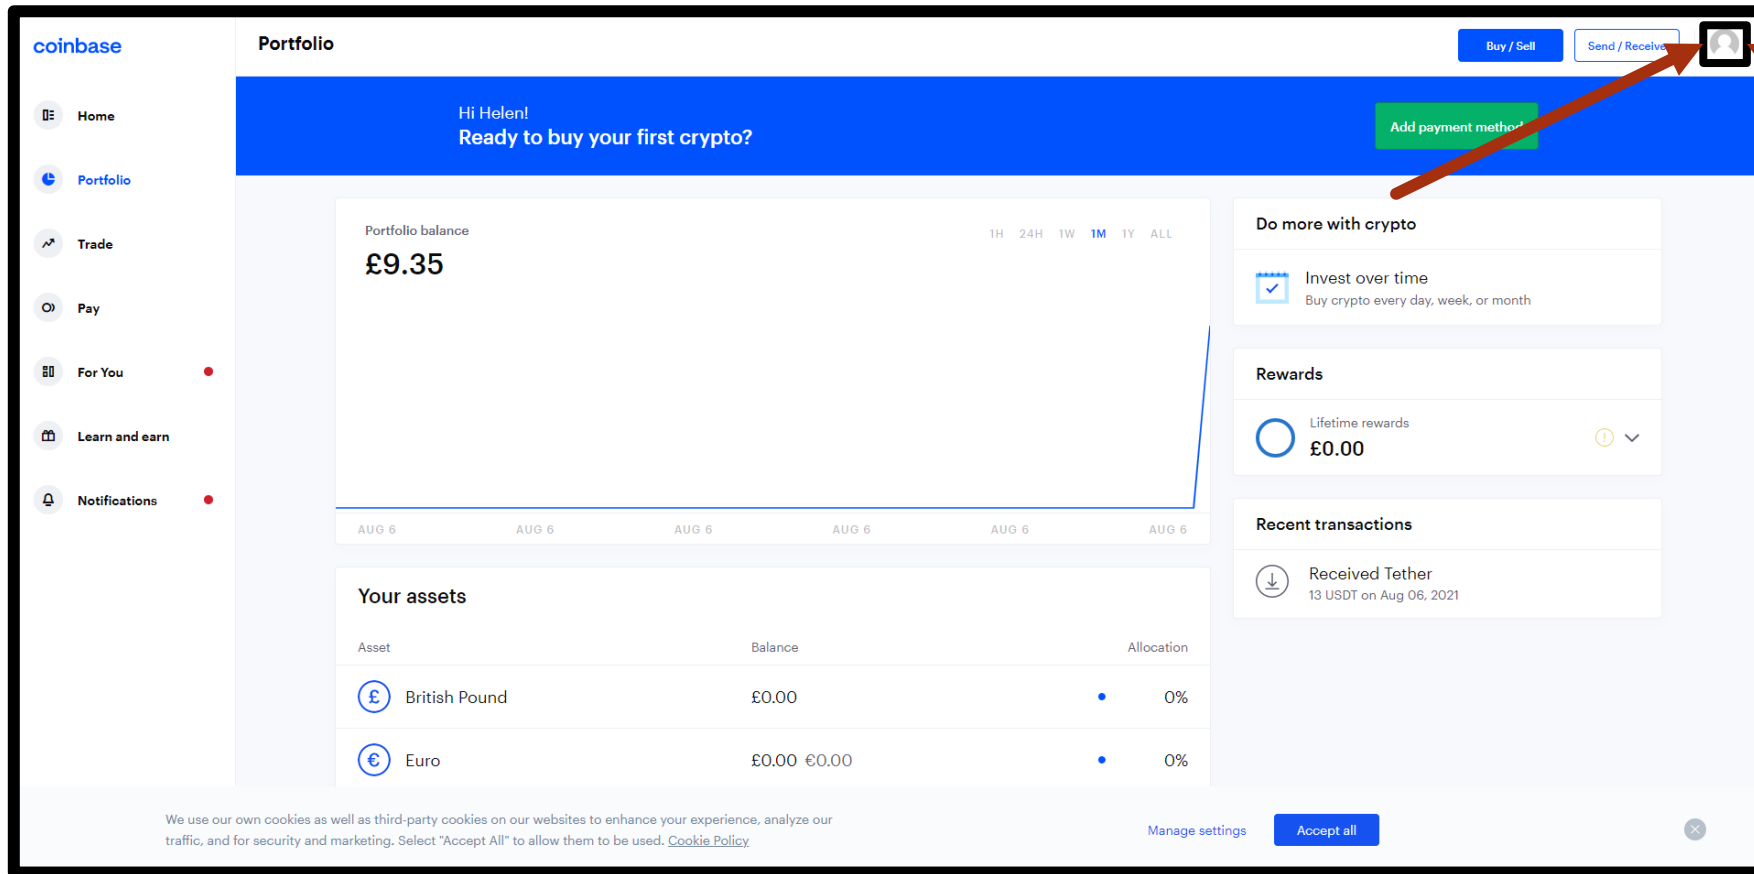 coinbase
Portfolio
Buy / Sell
Send / Receive
Home
Portfolio
Trade
Pay
For You
Learn and earn
Notifications
Hi Helen!
Ready to buy your first crypto?
Add payment method
Portfolio balance
£9.35
1H 24H 1W 1M 1Y ALL
AUG 6 AUG 6 AUG 6 AUG 6 AUG 6 AUG 6
Your assets
Asset Balance Allocation
£ British Pound £0.00 0%
€ Euro £0.00 €0.00 0%
Do more with crypto
Invest over time
Buy crypto every day, week, or month
Rewards
Lifetime rewards
£0.00
Recent transactions
Received Tether
13 USDT on Aug 06, 2021
We use our own cookies as well as third-party cookies on our websites to enhance your experience, analyze our
traffic, and for security and marketing. Select "Accept All" to allow them to be used. Cookie Policy
Manage settings
Accept all